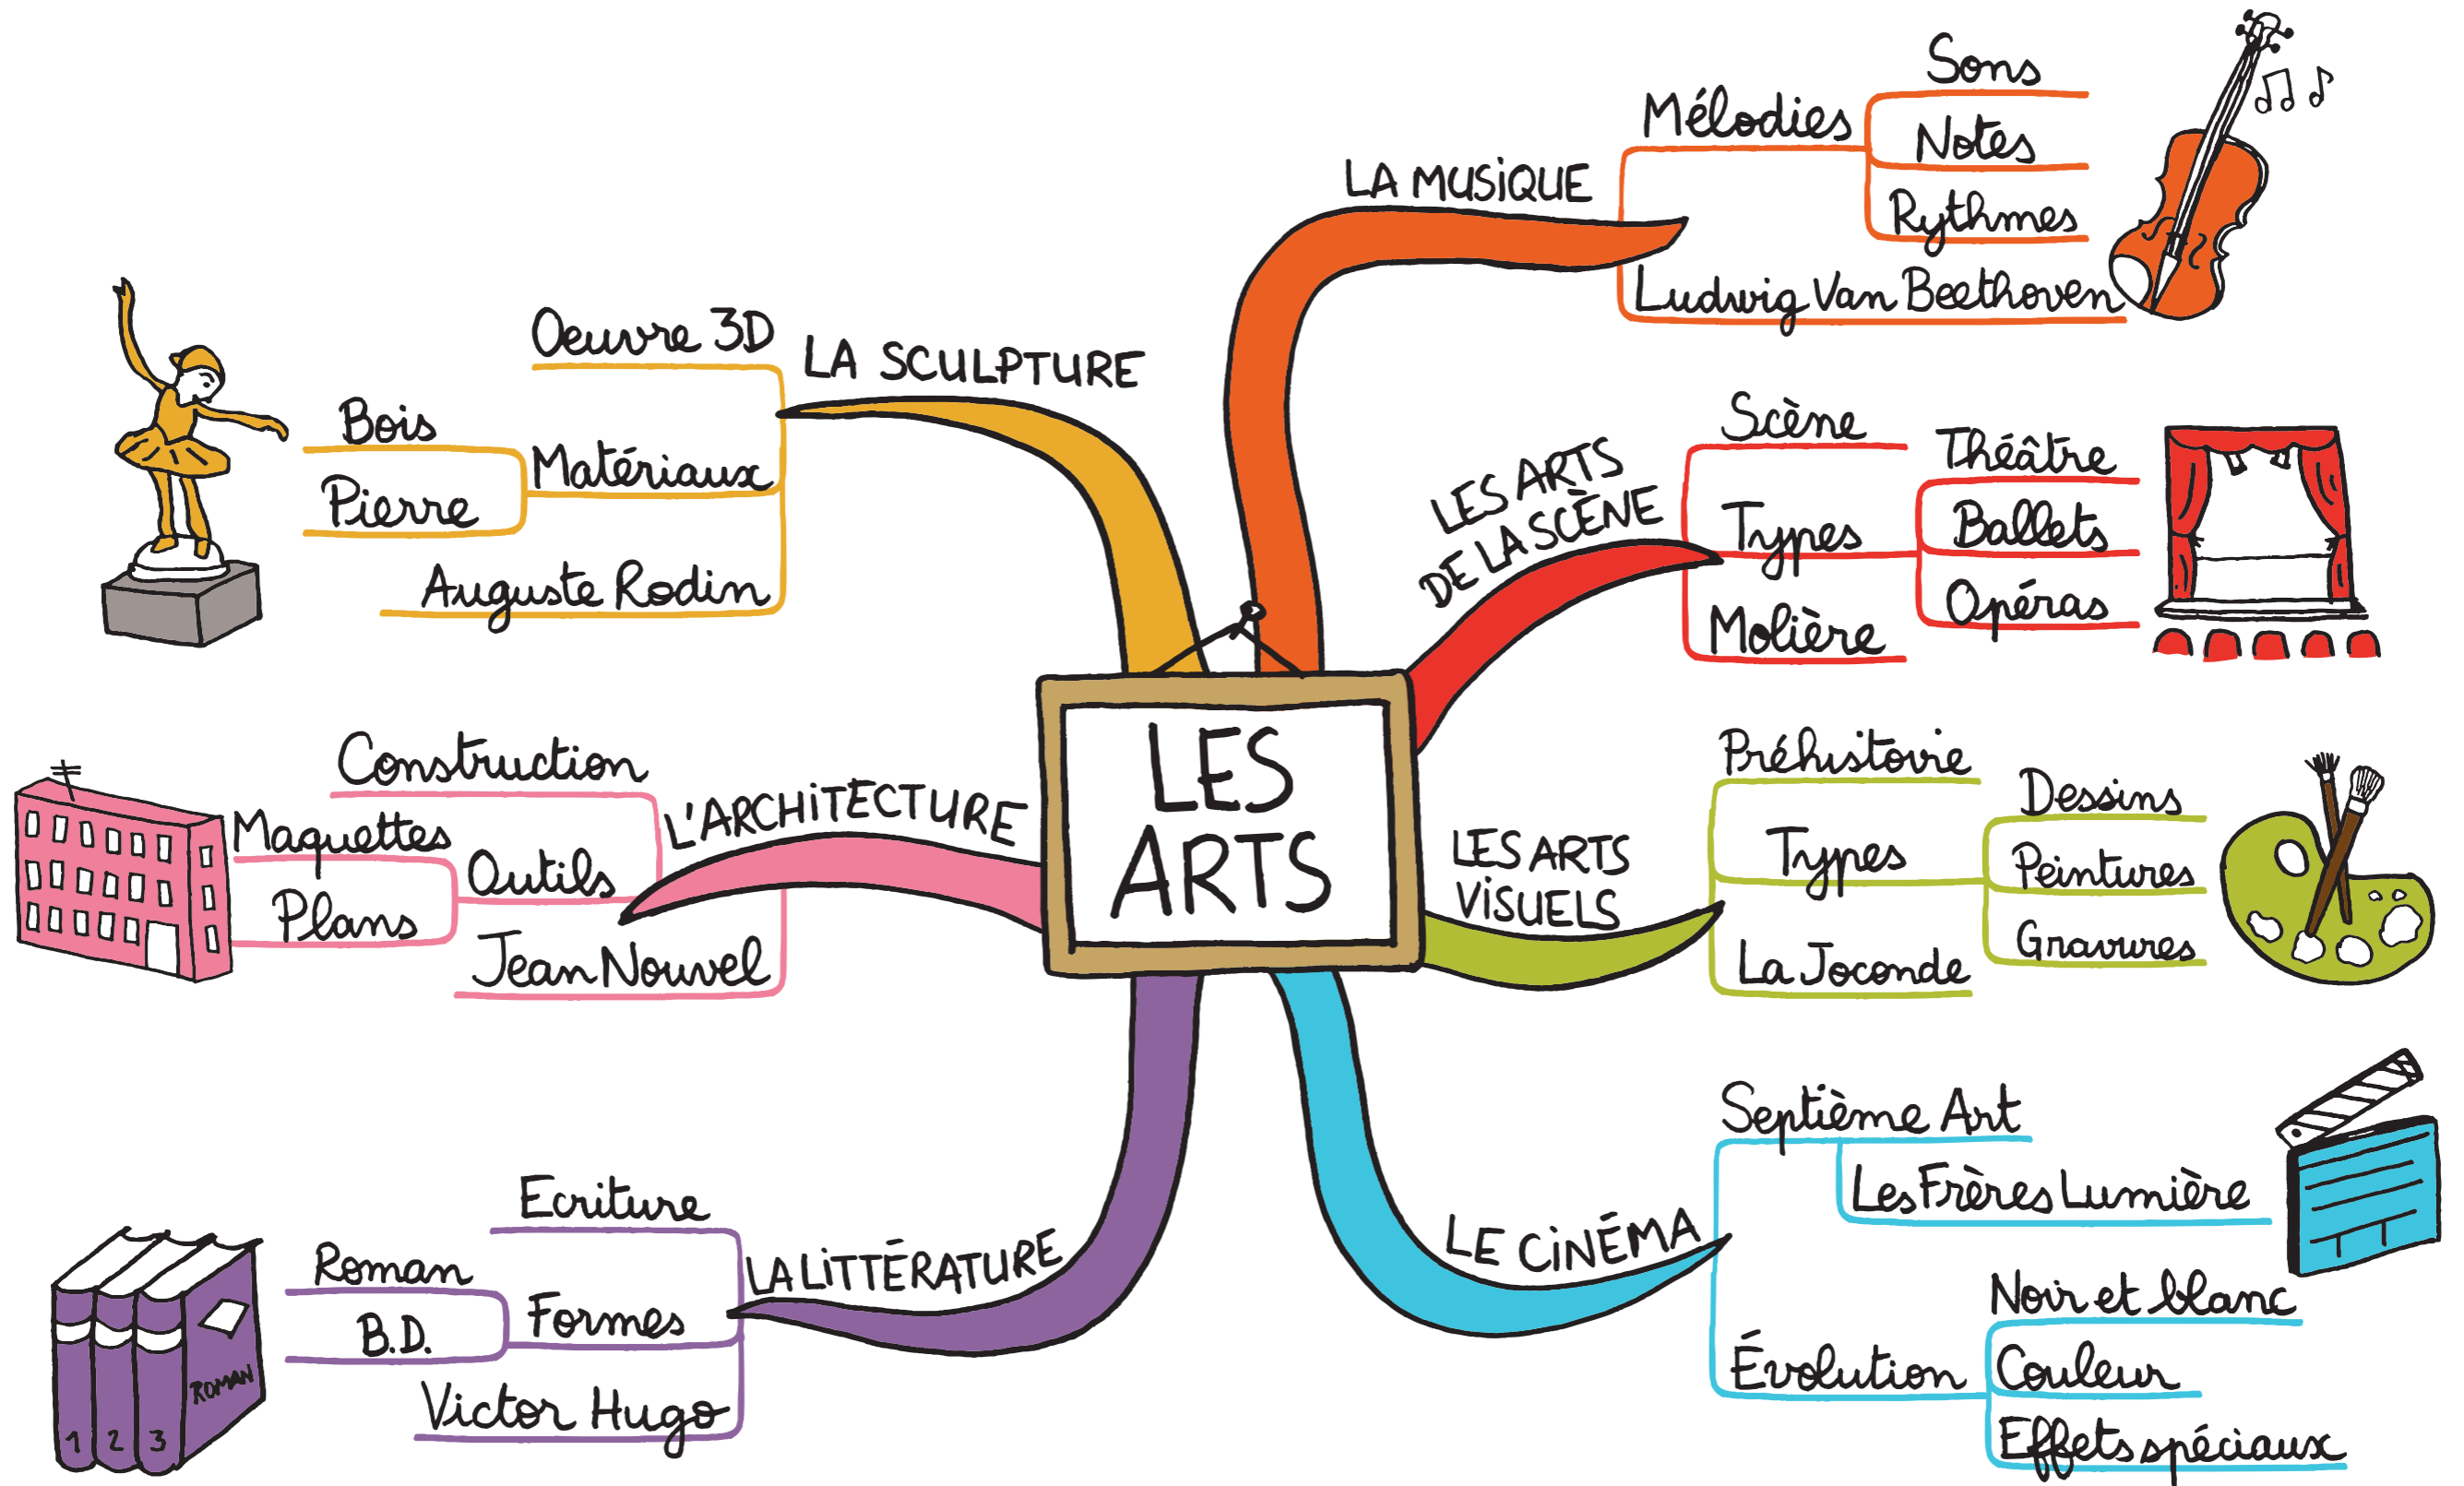 LES
ARTS
LA MUSIQUE
Mélodies
Sons
Notes
Rythmes
Ludwig Van Beethoven
LES ARTS
DE LA SCÈNE
Scène
Types
Théâtre
Ballets
Opéras
Molière
LES ARTS
VISUELS
Préhistoire
Types
Dessins
Peintures
Gravures
La Joconde
LE CINÉMA
Septième Art
Les Frères Lumière
Évolution
Noir et blanc
Couleur
Effets spéciaux
LA LITTÉRATURE
Ecriture
Formes
Roman
B.D.
Victor Hugo
ROMAN
1 2 3
L'ARCHITECTURE
Construction
Outils
Maquettes
Plans
Jean Nouvel
LA SCULPTURE
Oeuvre 3D
Matériaux
Bois
Pierre
Auguste Rodin